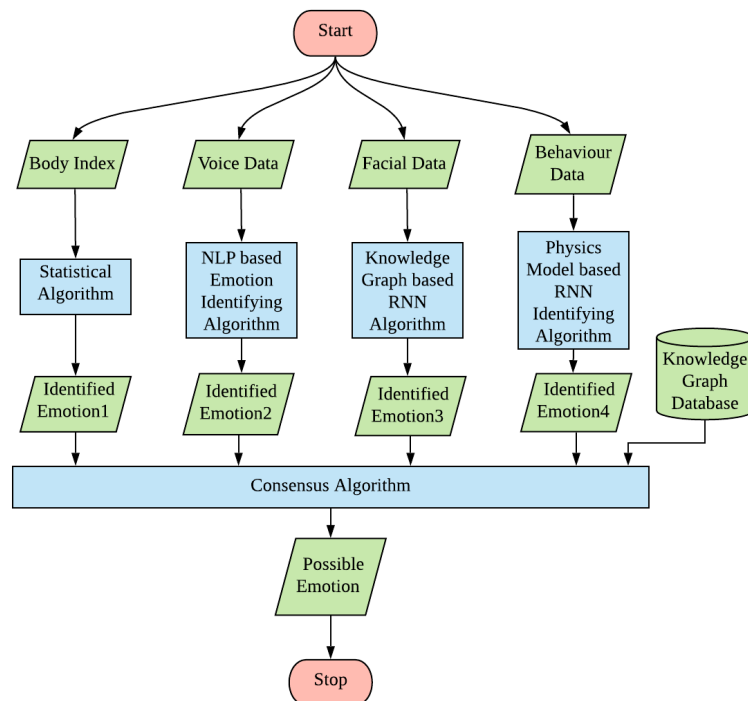 Start
Body Index
Voice Data
Facial Data
Behaviour
Data
Statistical
Algorithm
NLP based
Emotion
Identifying
Algorithm
Knowledge
Graph based
RNN
Algorithm
Physics
Model based
RNN
Identifying
Algorithm
Knowledge
Graph
Database
Identified
Emotion1
Identified
Emotion2
Identified
Emotion3
Identified
Emotion4
Consensus Algorithm
Possible
Emotion
Stop